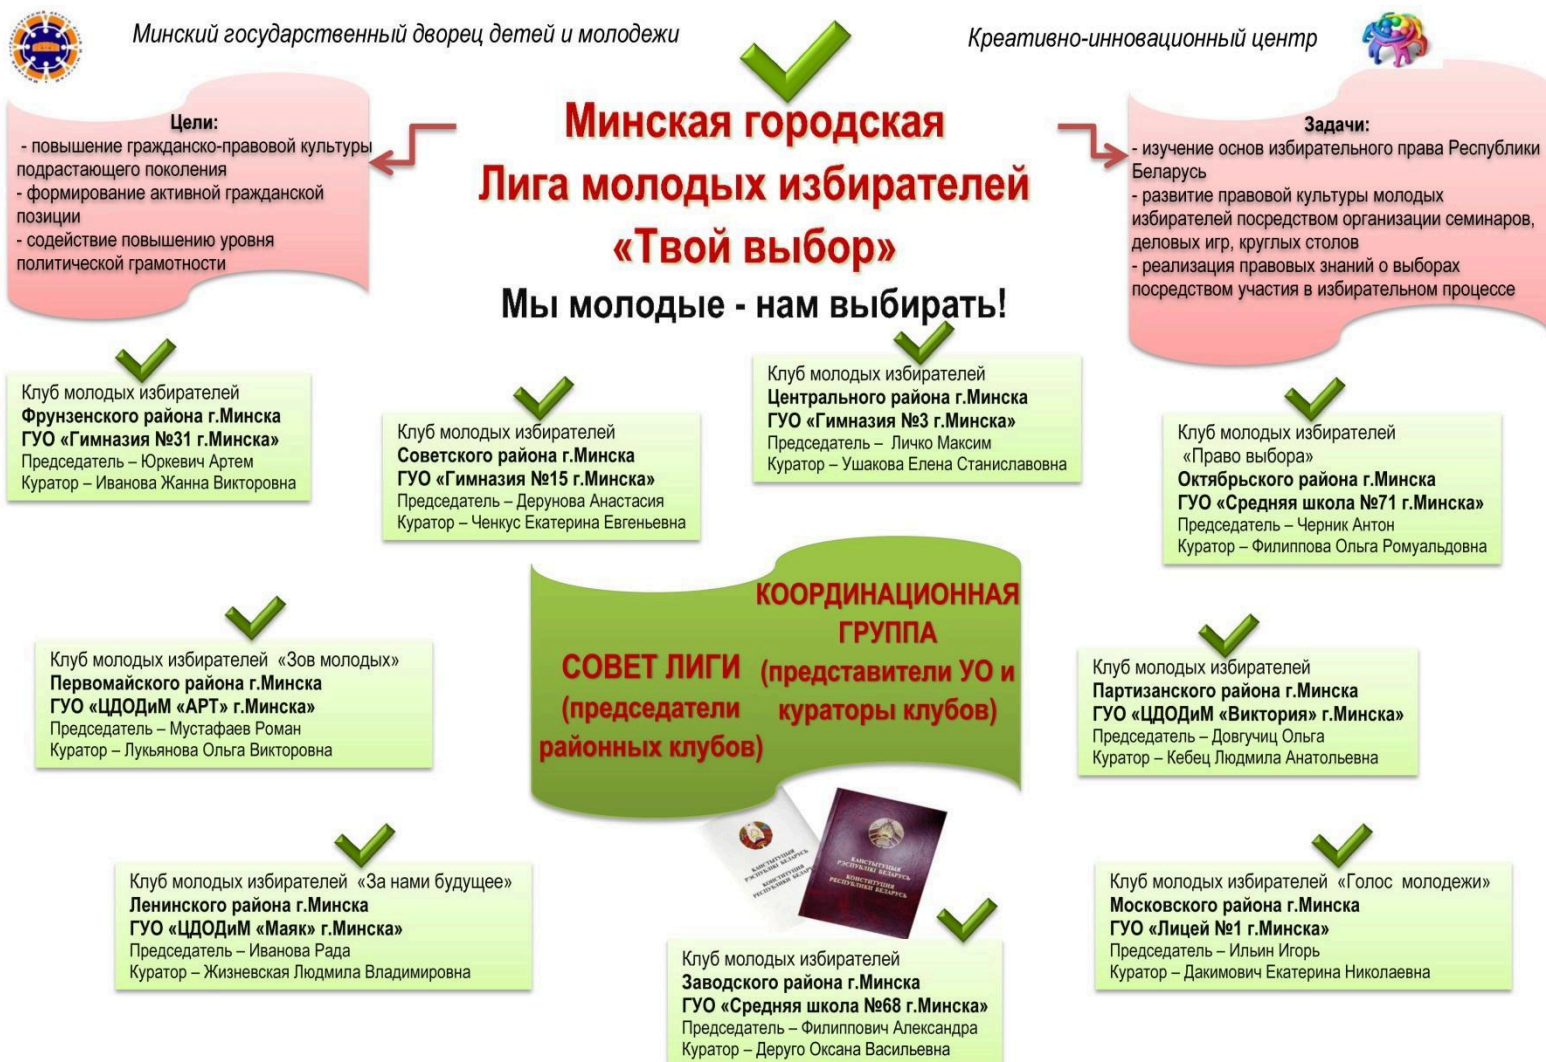 Минский государственный дворец детей и молодежи
Креативно-инновационный центр
Минская городская
Лига молодых избирателей
«Твой выбор»
Мы молодые - нам выбирать!
Цели:
- повышение гражданско-правовой культуры
подрастающего поколения
- формирование активной гражданской
позиции
- содействие повышению уровня
политической грамотности
Задачи:
- изучение основ избирательного права Республики
Беларусь
- развитие правовой культуры молодых
избирателей посредством организации семинаров,
деловых игр, круглых столов
- реализация правовых знаний о выборах
посредством участия в избирательном процессе
Клуб молодых избирателей
Фрунзенского района г.Минска
ГУО «Гимназия №31 г.Минска»
Председатель – Юркевич Артем
Куратор – Иванова Жанна Викторовна
Клуб молодых избирателей
Советского района г.Минска
ГУО «Гимназия №15 г.Минска»
Председатель – Дерунова Анастасия
Куратор – Ченкус Екатерина Евгеньевна
Клуб молодых избирателей
Центрального района г.Минска
ГУО «Гимназия №3 г.Минска»
Председатель – Личко Максим
Куратор – Ушакова Елена Станиславовна
Клуб молодых избирателей
«Право выбора»
Октябрьского района г.Минска
ГУО «Средняя школа №71 г.Минска»
Председатель – Черник Антон
Куратор – Филиппова Ольга Ромуальдовна
Клуб молодых избирателей «Зов молодых»
Первомайского района г.Минска
ГУО «ЦДОДиМ «АРТ» г.Минска»
Председатель – Мустафаев Роман
Куратор – Лукьянова Ольга Викторовна
СОВЕТ ЛИГИ
(председатели
районных клубов)
КООРДИНАЦИОННАЯ
ГРУППА
(представители УО и
кураторы клубов)
Клуб молодых избирателей
Партизанского района г.Минска
ГУО «ЦДОДиМ «Виктория» г.Минска»
Председатель – Довгучиц Ольга
Куратор – Кебец Людмила Анатольевна
Клуб молодых избирателей «За нами будущее»
Ленинского района г.Минска
ГУО «ЦДОДиМ «Маяк» г.Минска»
Председатель – Иванова Рада
Куратор – Жизневская Людмила Владимировна
КАНСТЫТУЦЫЯ
РЭСПУБЛІКІ БЕЛАРУСЬ
КОНСТИТУЦИЯ
РЕСПУБЛИКИ БЕЛАРУСЬ
КАНСТЫТУЦЫЯ
РЭСПУБЛІКІ БЕЛАРУСЬ
КОНСТИТУЦИЯ
РЕСПУБЛИКИ БЕЛАРУСЬ
Клуб молодых избирателей
Заводского района г.Минска
ГУО «Средняя школа №68 г.Минска»
Председатель – Филиппович Александра
Куратор – Деруго Оксана Васильевна
Клуб молодых избирателей «Голос молодежи»
Московского района г.Минска
ГУО «Лицей №1 г.Минска»
Председатель – Ильин Игорь
Куратор – Дакимович Екатерина Николаевна